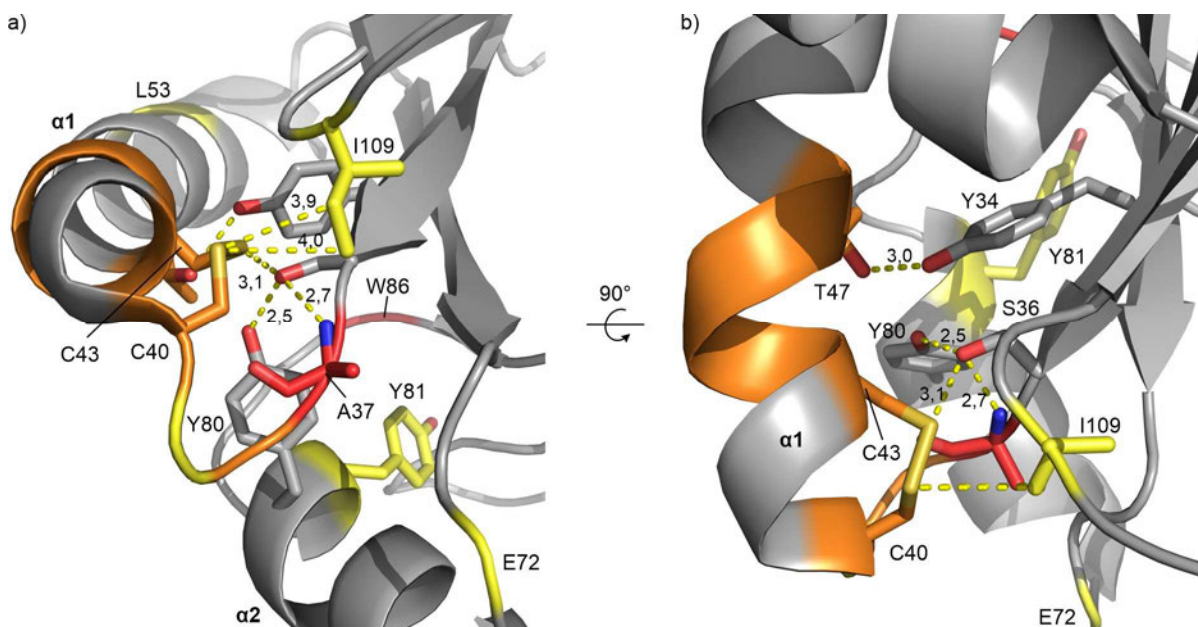 a)
L53
α1
I109
3,9
4,0
3,1
2,7
2,5
W86
C43
C40
Y80
Y81
A37
E72
α2
90°
b)
Y34
3,0
Y81
T47
S36
Y80
2,5
3,1
2,7
I109
α1
C43
C40
E72